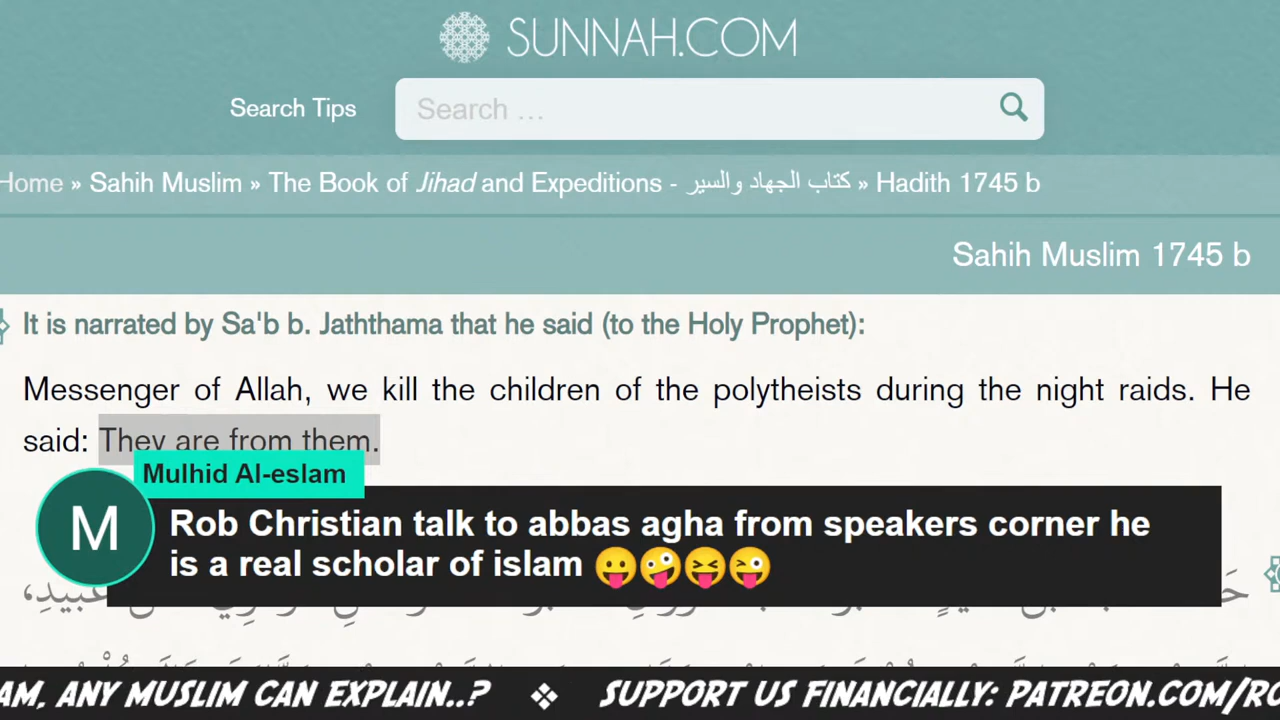 SUNNAH.COM
Search Tips
Search ...
Home » Sahih Muslim » The Book of Jihad and Expeditions - كتاب الجهاد والسير » Hadith 1745 b
Sahih Muslim 1745 b
It is narrated by Sa'b b. Jaththama that he said (to the Holy Prophet):
Messenger of Allah, we kill the children of the polytheists during the night raids. He
said: They are from them.
Mulhid Al-eslam
M
Rob Christian talk to abbas agha from speakers corner he
is a real scholar of islam 😛🤪😝😜
AM, ANY MUSLIM CAN EXPLAIN..? ❖ SUPPORT US FINANCIALLY: PATREON.COM/RO